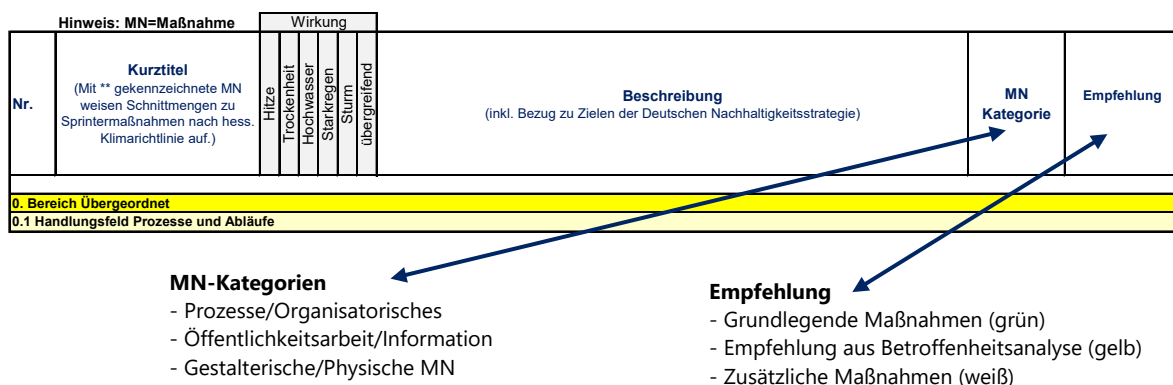 Hinweis: MN=Maßnahme
Wirkung
Nr.
Kurztitel
(Mit ** gekennzeichnete MN
weisen Schnittmengen zu
Sprintermaßnahmen nach hess.
Klimarichtlinie auf.)
Hitze
Trockenheit
Hochwasser
Starkregen
Sturm
übergreifend
Beschreibung
(inkl. Bezug zu Zielen der Deutschen Nachhaltigkeitsstrategie)
MN
Kategorie
Empfehlung
0. Bereich Übergeordnet
0.1 Handlungsfeld Prozesse und Abläufe
MN-Kategorien
- Prozesse/Organisatorisches
- Öffentlichkeitsarbeit/Information
- Gestalterische/Physische MN
Empfehlung
- Grundlegende Maßnahmen (grün)
- Empfehlung aus Betroffenheitsanalyse (gelb)
- Zusätzliche Maßnahmen (weiß)